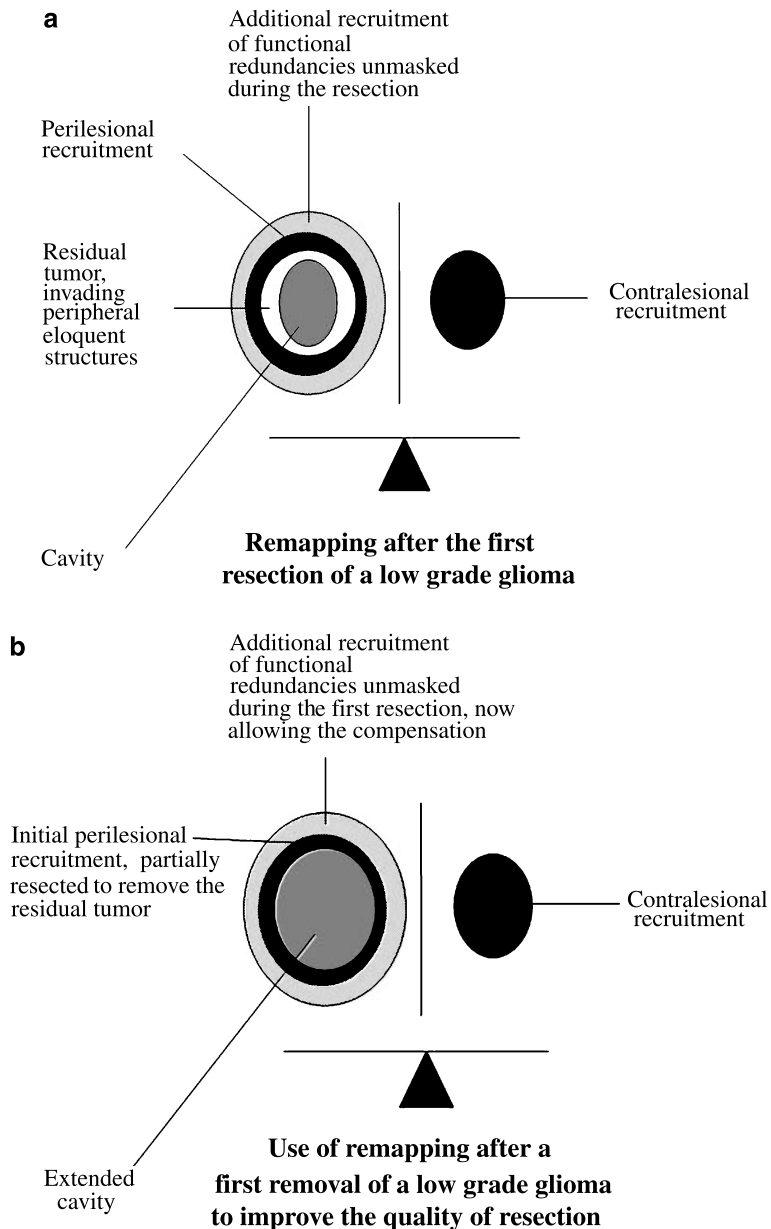 a
Additional recruitment
of functional
redundancies unmasked
during the resection
Perilesional
recruitment
Residual
tumor,
invading
peripheral
eloquent
structures
Contralesional
recruitment
Cavity
Remapping after the first
resection of a low grade glioma
b
Additional recruitment
of functional
redundancies unmasked
during the first resection, now
allowing the compensation
Initial perilesional
recruitment, partially
resected to remove the
residual tumor
Contralesional
recruitment
Extended
cavity
Use of remapping after a
first removal of a low grade glioma
to improve the quality of resection